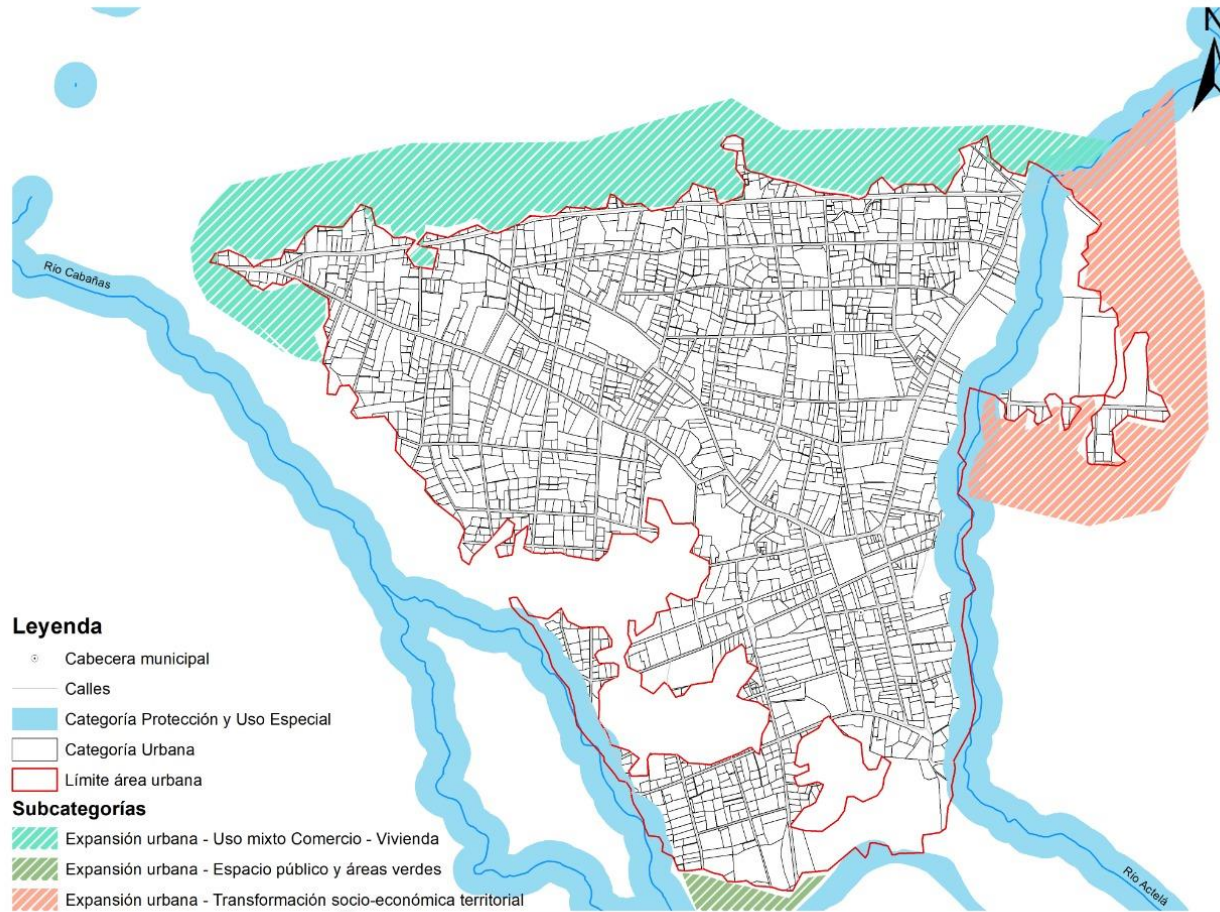 N
Río Cabañas
Leyenda
Cabecera municipal
Calles
Categoría Protección y Uso Especial
Categoría Urbana
Límite área urbana
Subcategorías
Expansión urbana - Uso mixto Comercio - Vivienda
Expansión urbana - Espacio público y áreas verdes
Expansión urbana - Transformación socio-económica territorial
Río Aclelá